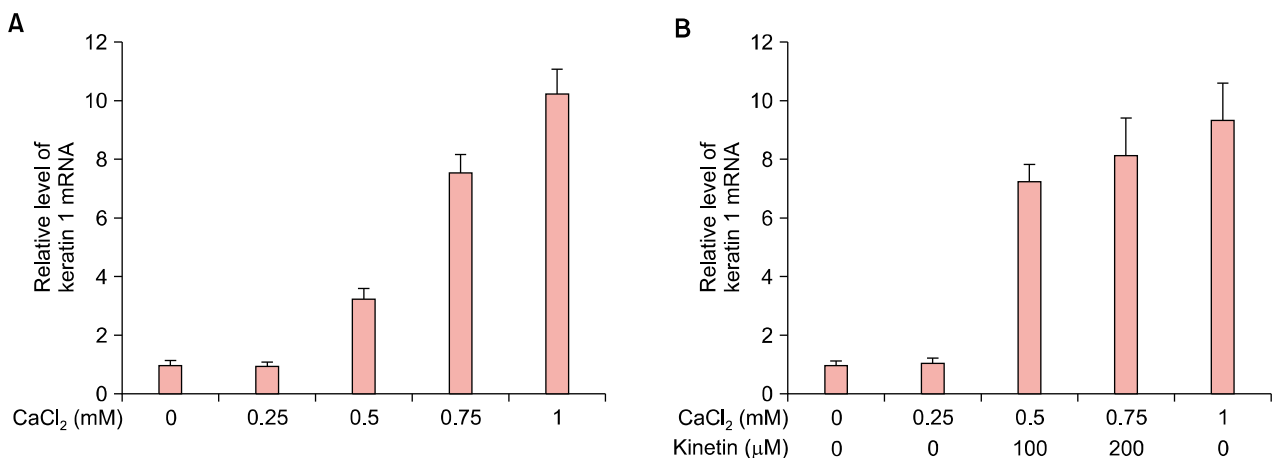 A
Relative level of
keratin 1 mRNA
12
10
8
6
4
2
0
CaCl₂ (mM) 0 0.25 0.5 0.75 1
B
Relative level of
keratin 1 mRNA
12
10
8
6
4
2
0
CaCl₂ (mM) 0 0.25 0.5 0.75 1
Kinetin (μM) 0 0 100 200 0